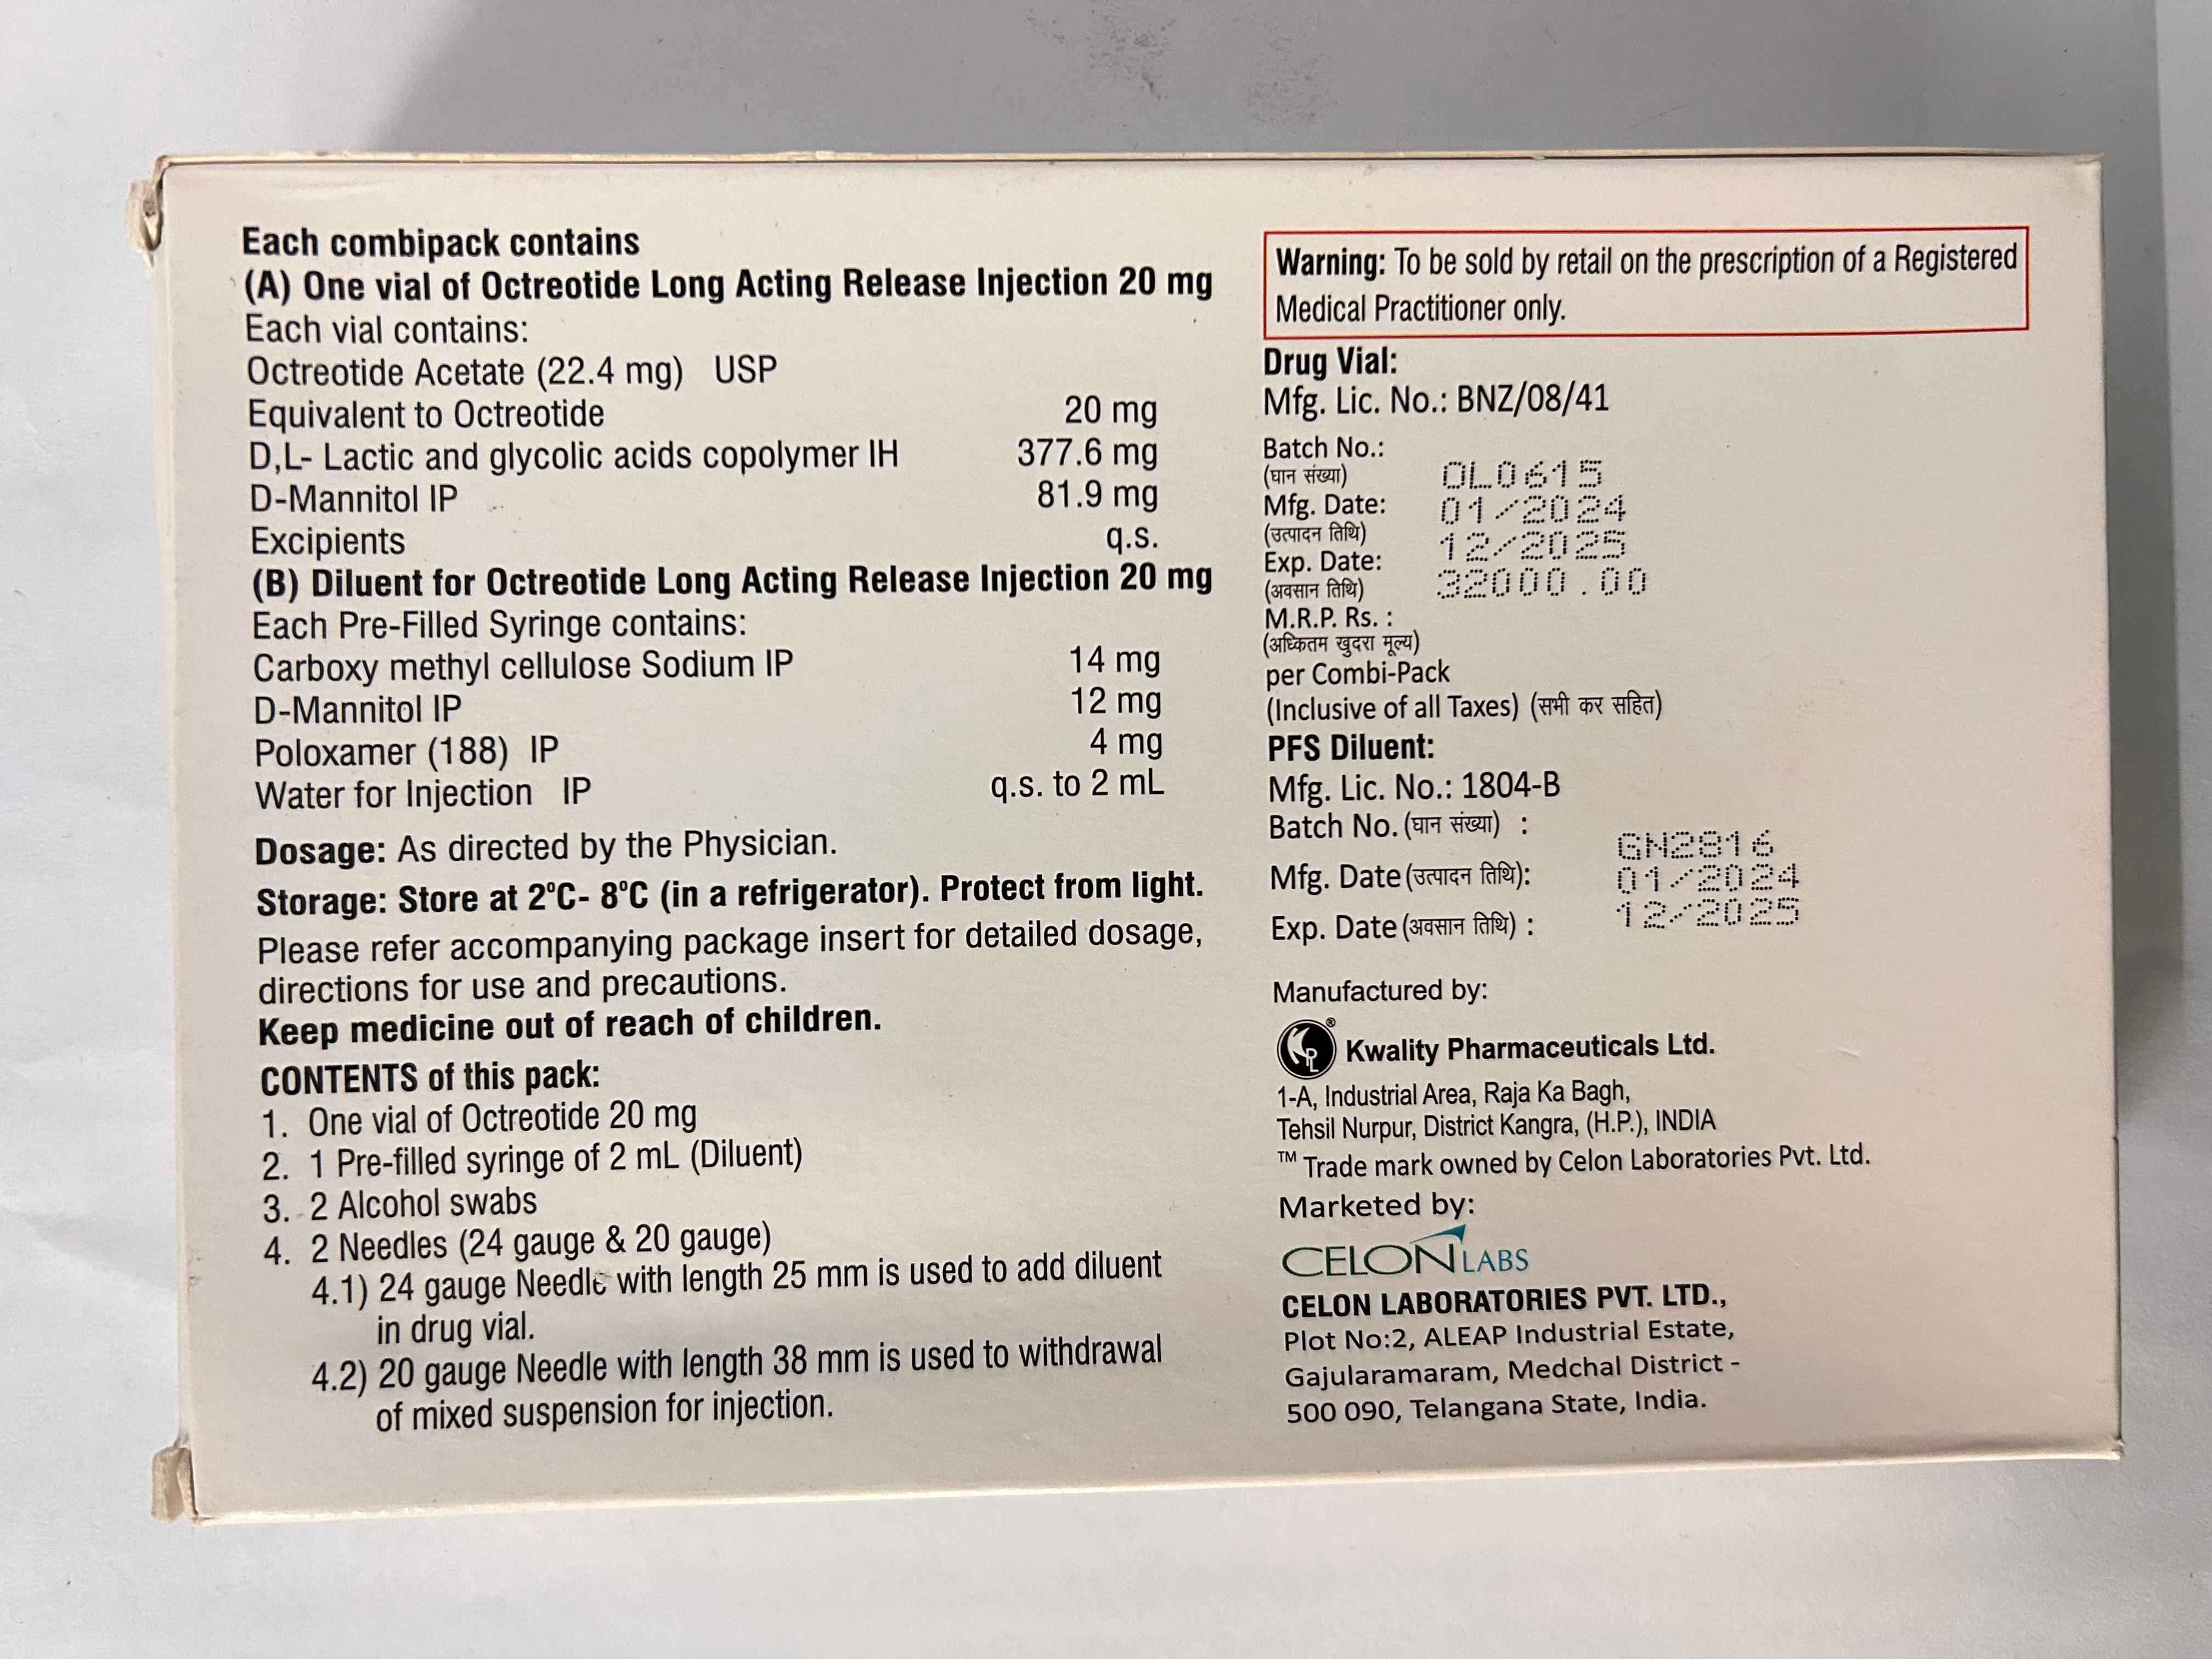 Each combipack contains
(A) One vial of Octreotide Long Acting Release Injection 20 mg
Each vial contains:
Octreotide Acetate (22.4 mg) USP
Equivalent to Octreotide 20 mg
D,L- Lactic and glycolic acids copolymer IH 377.6 mg
D-Mannitol IP 81.9 mg
Excipients q.s.
(B) Diluent for Octreotide Long Acting Release Injection 20 mg
Each Pre-Filled Syringe contains:
Carboxy methyl cellulose Sodium IP 14 mg
D-Mannitol IP 12 mg
Poloxamer (188) IP 4 mg
Water for Injection IP q.s. to 2 mL
Dosage: As directed by the Physician.
Storage: Store at 2°C- 8°C (in a refrigerator). Protect from light.
Please refer accompanying package insert for detailed dosage,
directions for use and precautions.
Keep medicine out of reach of children.
CONTENTS of this pack:
1. One vial of Octreotide 20 mg
2. 1 Pre-filled syringe of 2 mL (Diluent)
3. 2 Alcohol swabs
4. 2 Needles (24 gauge & 20 gauge)
4.1) 24 gauge Needle with length 25 mm is used to add diluent
in drug vial.
4.2) 20 gauge Needle with length 38 mm is used to withdrawal
of mixed suspension for injection.
Warning: To be sold by retail on the prescription of a Registered
Medical Practitioner only.
Drug Vial:
Mfg. Lic. No.: BNZ/08/41
Batch No.:
(घान संख्या) OL0615
Mfg. Date: 01/2024
(उत्पादन तिथि) 12/2025
Exp. Date:
(अवसान तिथि) 32000.00
M.R.P. Rs. :
(अधिकतम खुदरा मूल्य)
per Combi-Pack
(Inclusive of all Taxes) (सभी कर सहित)
PFS Diluent:
Mfg. Lic. No.: 1804-B
Batch No. (घान संख्या) : GN2816
Mfg. Date (उत्पादन तिथि): 01/2024
Exp. Date (अवसान तिथि) : 12/2025
Manufactured by:
KPL ® Kwality Pharmaceuticals Ltd.
1-A, Industrial Area, Raja Ka Bagh,
Tehsil Nurpur, District Kangra, (H.P.), INDIA
™ Trade mark owned by Celon Laboratories Pvt. Ltd.
Marketed by:
CELON LABS
CELON LABORATORIES PVT. LTD.,
Plot No:2, ALEAP Industrial Estate,
Gajularamaram, Medchal District -
500 090, Telangana State, India.